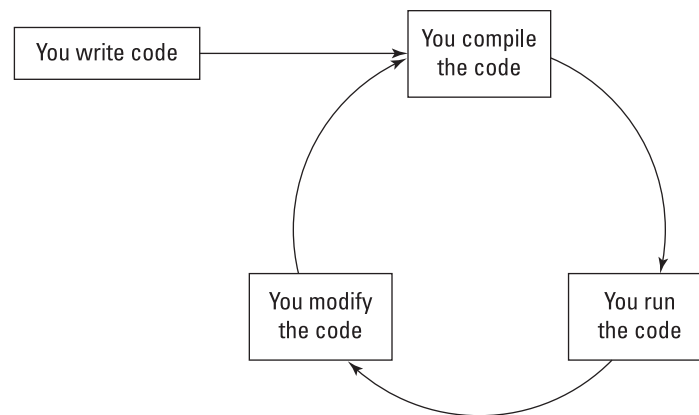 You write code
You compile
the code
You modify
the code
You run
the code